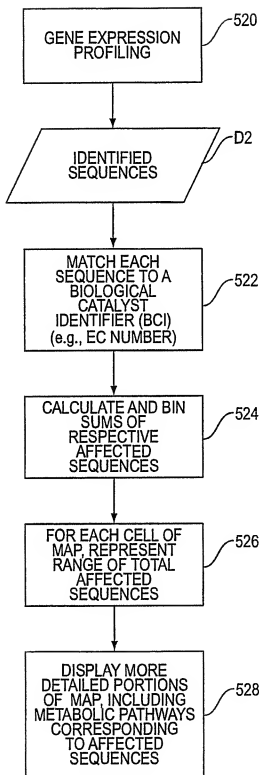 GENE EXPRESSION
PROFILING
520
IDENTIFIED
SEQUENCES
D2
MATCH EACH
SEQUENCE TO A
BIOLOGICAL
CATALYST
IDENTIFIER (BCI)
(e.g., EC NUMBER)
522
CALCULATE AND BIN
SUMS OF
RESPECTIVE
AFFECTED
SEQUENCES
524
FOR EACH CELL OF
MAP, REPRESENT
RANGE OF TOTAL
AFFECTED
SEQUENCES
526
DISPLAY MORE
DETAILED PORTIONS
OF MAP, INCLUDING
METABOLIC PATHWAYS
CORRESPONDING
TO AFFECTED
SEQUENCES
528